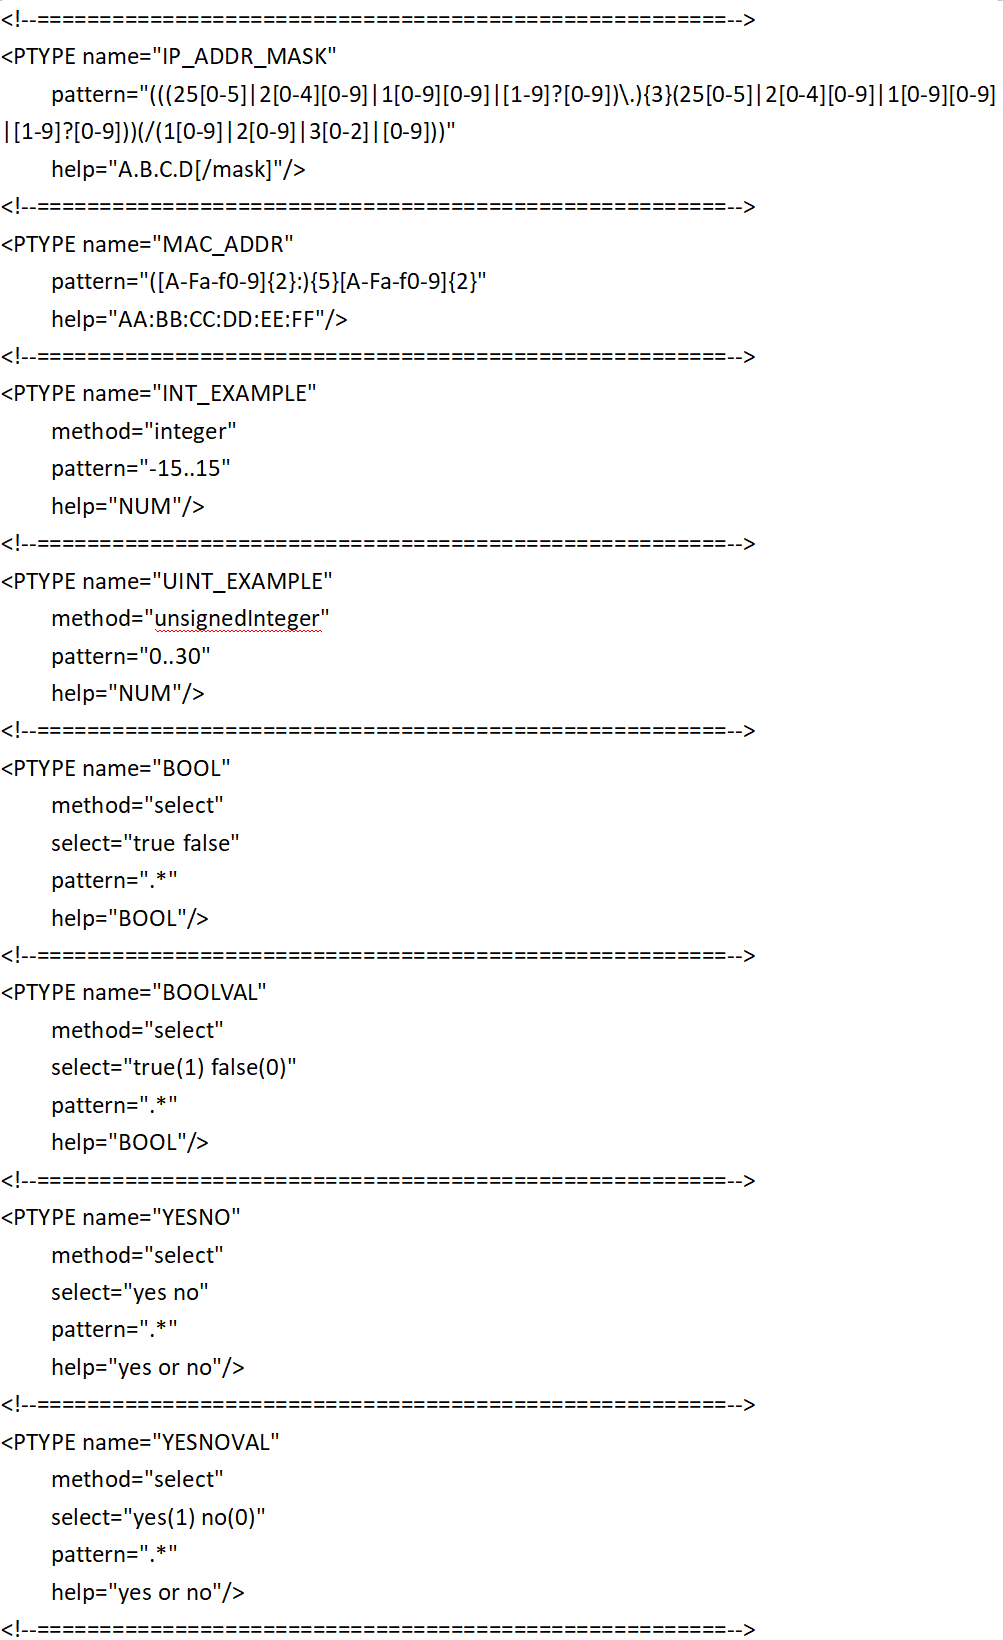 <!--=======================================================-->
<PTYPE name="IP_ADDR_MASK"
pattern="(((25[0-5]|2[0-4][0-9]|1[0-9][0-9]|[1-9]?[0-9])\.){3}(25[0-5]|2[0-4][0-9]|1[0-9][0-9]
|[1-9]?[0-9]))(/(1[0-9]|2[0-9]|3[0-2]|[0-9]))"
help="A.B.C.D[/mask]"/>
<!--=======================================================-->
<PTYPE name="MAC_ADDR"
pattern="([A-Fa-f0-9]{2}:){5}[A-Fa-f0-9]{2}"
help="AA:BB:CC:DD:EE:FF"/>
<!--=======================================================-->
<PTYPE name="INT_EXAMPLE"
method="integer"
pattern="-15..15"
help="NUM"/>
<!--=======================================================-->
<PTYPE name="UINT_EXAMPLE"
method="unsignedInteger"
pattern="0..30"
help="NUM"/>
<!--=======================================================-->
<PTYPE name="BOOL"
method="select"
select="true false"
pattern=".*"
help="BOOL"/>
<!--=======================================================-->
<PTYPE name="BOOLVAL"
method="select"
select="true(1) false(0)"
pattern=".*"
help="BOOL"/>
<!--=======================================================-->
<PTYPE name="YESNO"
method="select"
select="yes no"
pattern=".*"
help="yes or no"/>
<!--=======================================================-->
<PTYPE name="YESNOVAL"
method="select"
select="yes(1) no(0)"
pattern=".*"
help="yes or no"/>
<!--=======================================================-->